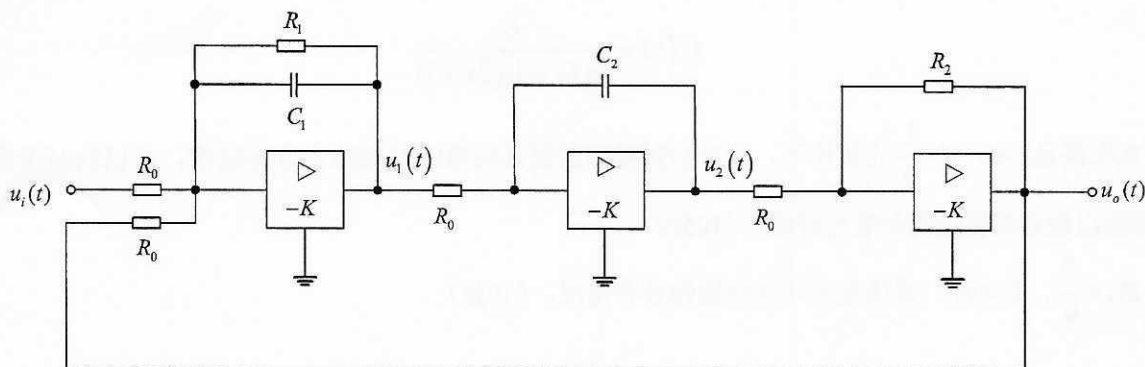 R₁
C₁
C₂
R₂
u₁(t)
u₂(t)
uᵢ(t)
R₀
R₀
R₀
R₀
−K
−K
−K
uₒ(t)